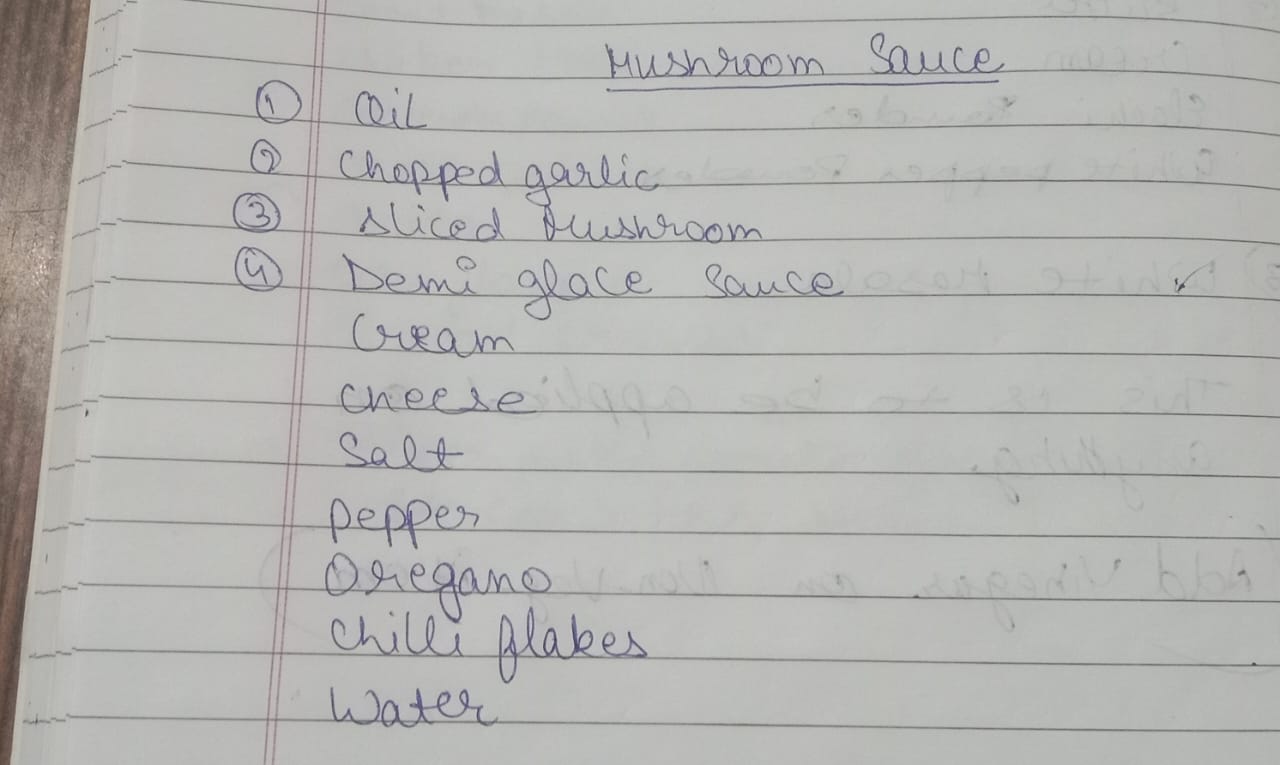 Mushroom Sauce
① Oil
② Chopped garlic
③ Sliced Mushroom
④ Demi glace Sauce
Cream
cheese
Salt
pepper
Oregano
Chilli flakes
Water